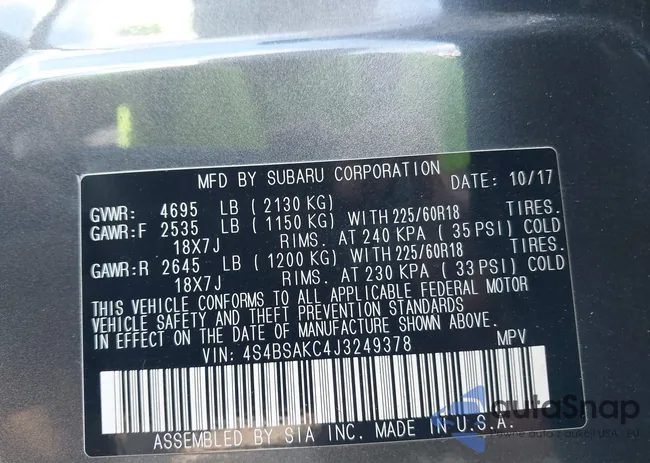 MFD BY SUBARU CORPORATION DATE: 10/17
GVWR: 4695 LB ( 2130 KG)
GAWR:F 2535 LB ( 1150 KG) WITH 225/60R18 TIRES.
18X7J RIMS. AT 240 KPA ( 35 PSI) COLD
GAWR:R 2645 LB ( 1200 KG) WITH 225/60R18 TIRES.
18X7J RIMS. AT 230 KPA ( 33 PSI) COLD
THIS VEHICLE CONFORMS TO ALL APPLICABLE FEDERAL MOTOR
VEHICLE SAFETY AND THEFT PREVENTION STANDARDS
IN EFFECT ON THE DATE OF MANUFACTURE SHOWN ABOVE.
VIN: 4S4BSAKC4J3249378 MPV
ASSEMBLED BY SIA INC. MADE IN U.S.A.
autaSnap